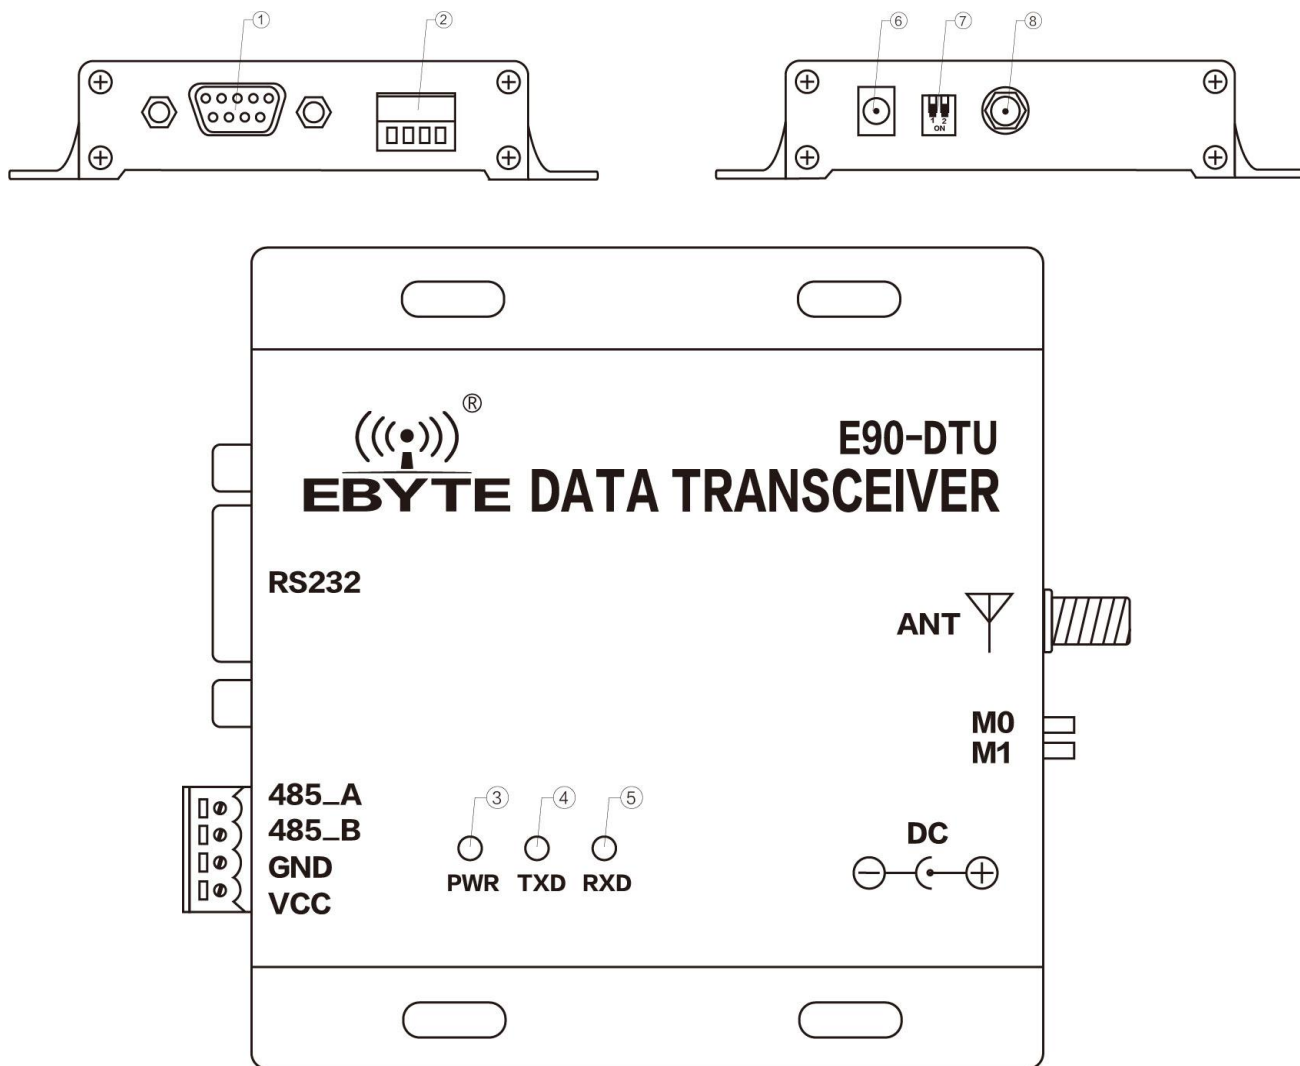 ① ② ⑥ ⑦ ⑧
1 2
ON
®
E90-DTU
EBYTE DATA TRANSCEIVER
RS232
ANT
M0
M1
485_A
485_B
GND
VCC
③ ④ ⑤
PWR TXD RXD
DC